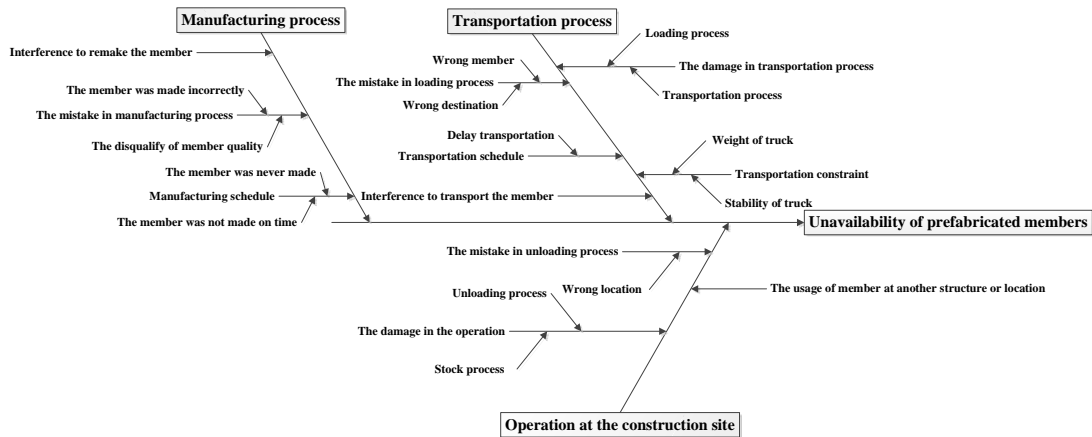 Manufacturing process
Transportation process
Interference to remake the member
The member was made incorrectly
The mistake in manufacturing process
The disqualify of member quality
The member was never made
Manufacturing schedule
The member was not made on time
Wrong member
The mistake in loading process
Wrong destination
Delay transportation
Transportation schedule
Interference to transport the member
Loading process
The damage in transportation process
Transportation process
Weight of truck
Transportation constraint
Stability of truck
Unavailability of prefabricated members
The mistake in unloading process
Wrong location
Unloading process
The usage of member at another structure or location
The damage in the operation
Stock process
Operation at the construction site